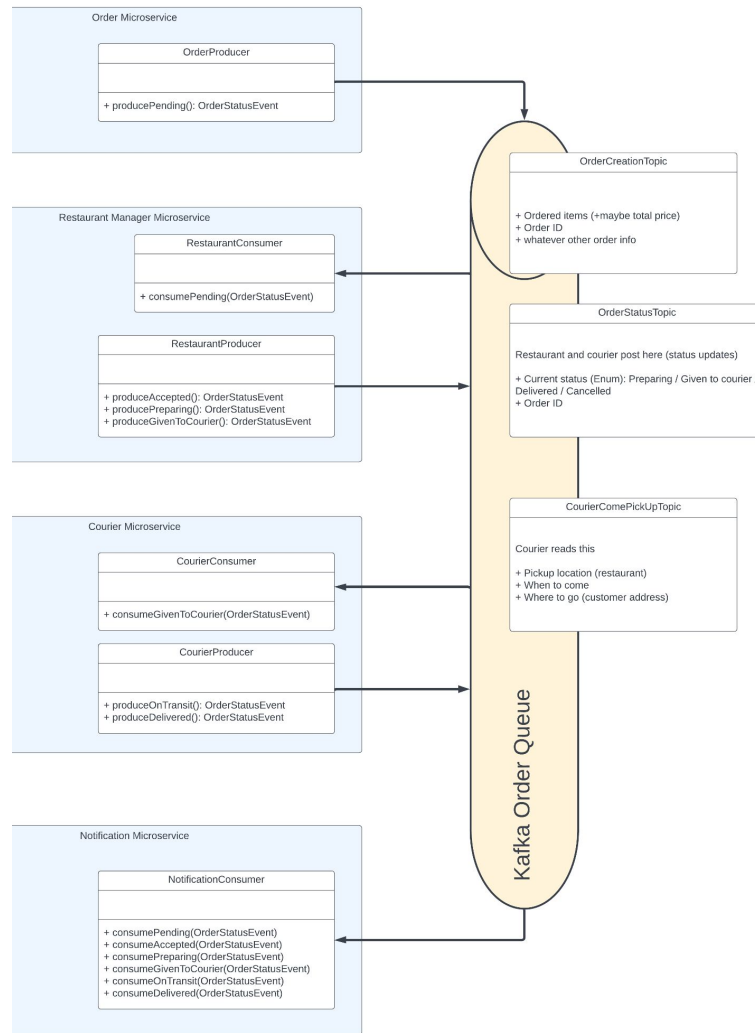 Order Microservice
OrderProducer
+ producePending(): OrderStatusEvent
OrderCreationTopic
+ Ordered items (+maybe total price)
+ Order ID
+ whatever other order info
Restaurant Manager Microservice
RestaurantConsumer
+ consumePending(OrderStatusEvent)
RestaurantProducer
+ produceAccepted(): OrderStatusEvent
+ producePreparing(): OrderStatusEvent
+ produceGivenToCourier(): OrderStatusEvent
OrderStatusTopic
Restaurant and courier post here (status updates)
+ Current status (Enum): Preparing / Given to courier
Delivered / Cancelled
+ Order ID
Courier Microservice
CourierConsumer
+ consumeGivenToCourier(OrderStatusEvent)
CourierProducer
+ produceOnTransit(): OrderStatusEvent
+ produceDelivered(): OrderStatusEvent
CourierComePickUpTopic
Courier reads this
+ Pickup location (restaurant)
+ When to come
+ Where to go (customer address)
Kafka Order Queue
Notification Microservice
NotificationConsumer
+ consumePending(OrderStatusEvent)
+ consumeAccepted(OrderStatusEvent)
+ consumePreparing(OrderStatusEvent)
+ consumeGivenToCourier(OrderStatusEvent)
+ consumeOnTransit(OrderStatusEvent)
+ consumeDelivered(OrderStatusEvent)